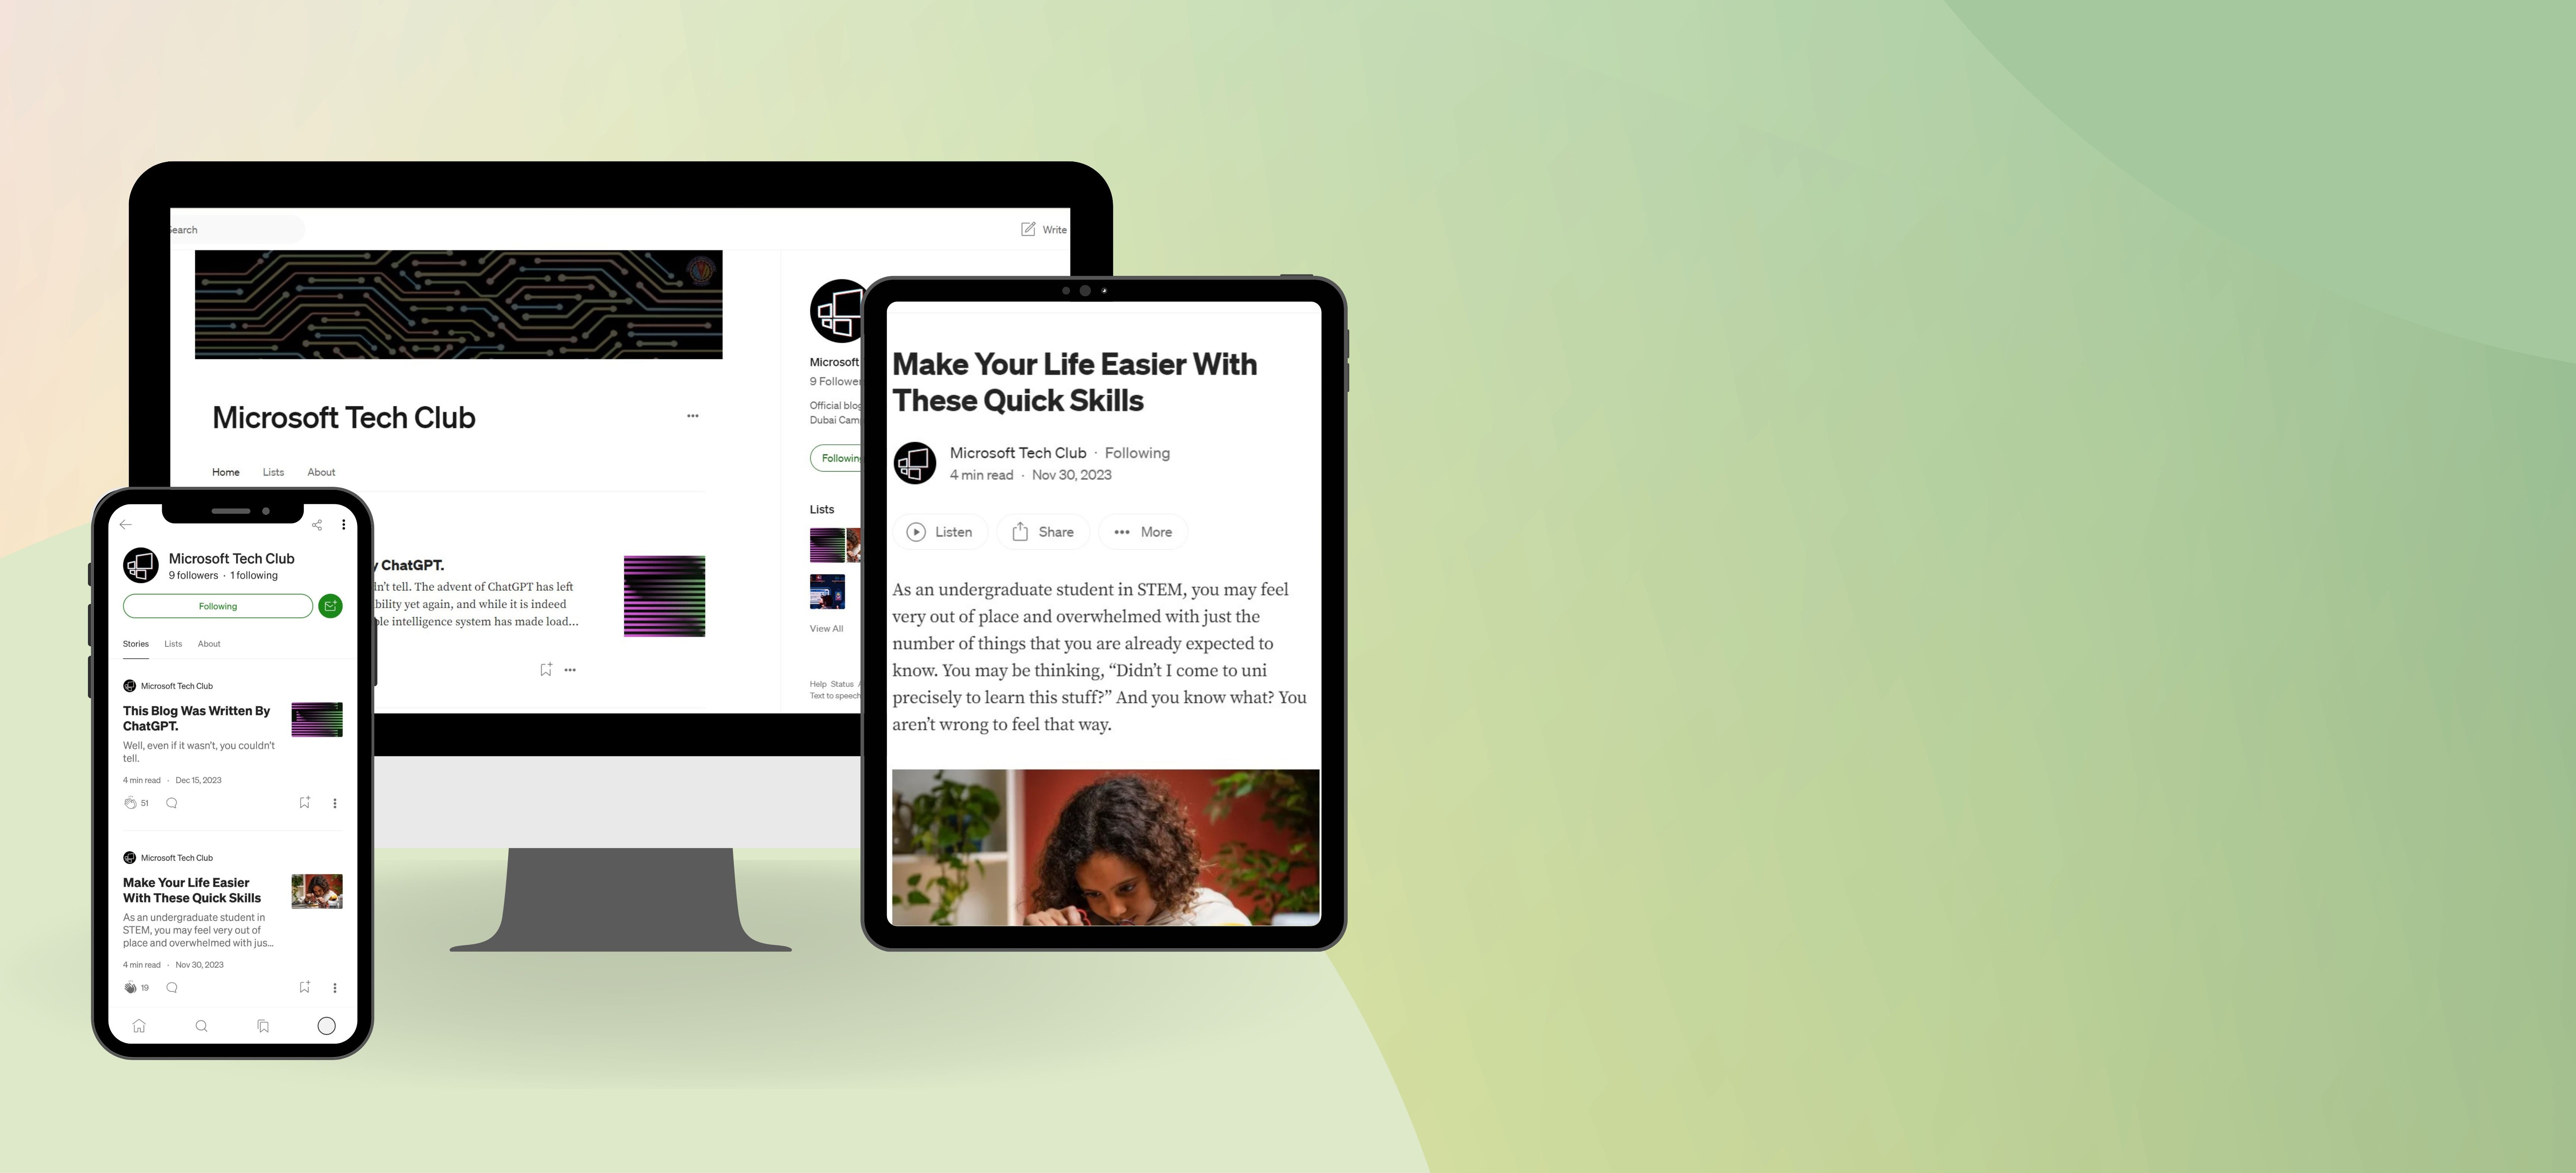 Search
Write
Microsoft Tech Club
Home Lists About
y ChatGPT.
dn't tell. The advent of ChatGPT has left
bility yet again, and while it is indeed
ble intelligence system has made load...
Microsoft
9 Follower
Official blog
Dubai Cam
Following
Lists
View All
Help Status A
Text to speech
Microsoft Tech Club
9 followers · 1 following
Following
Stories Lists About
Microsoft Tech Club
This Blog Was Written By
ChatGPT.
Well, even if it wasn't, you couldn't
tell.
4 min read · Dec 15, 2023
51
Microsoft Tech Club
Make Your Life Easier
With These Quick Skills
As an undergraduate student in
STEM, you may feel very out of
place and overwhelmed with jus...
4 min read · Nov 30, 2023
19
Make Your Life Easier With
These Quick Skills
Microsoft Tech Club · Following
4 min read · Nov 30, 2023
Listen Share More
As an undergraduate student in STEM, you may feel
very out of place and overwhelmed with just the
number of things that you are already expected to
know. You may be thinking, “Didn’t I come to uni
precisely to learn this stuff?” And you know what? You
aren’t wrong to feel that way.